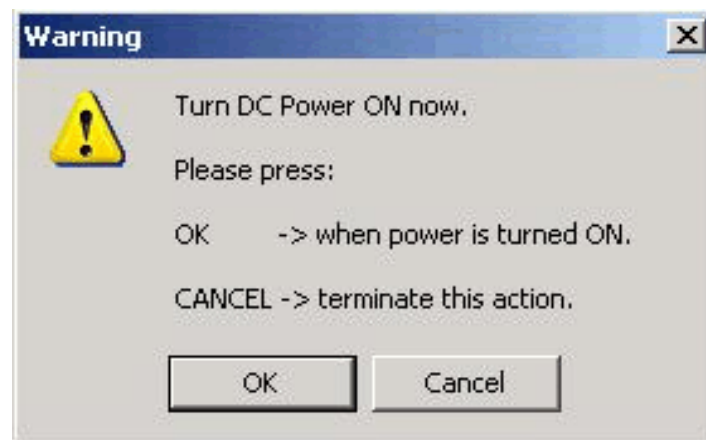 Warning
Turn DC Power ON now.
Please press:
OK -> when power is turned ON.
CANCEL -> terminate this action.
OK
Cancel